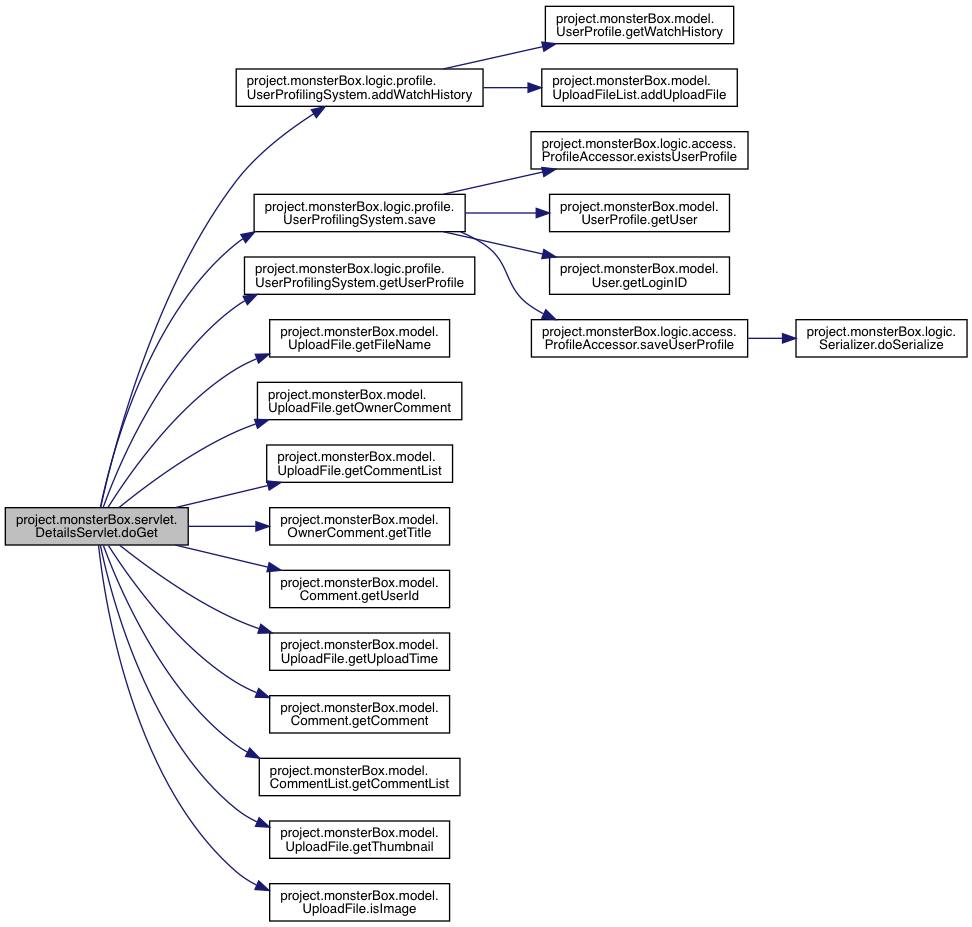 project.monsterBox.model.
UserProfile.getWatchHistory
project.monsterBox.logic.profile.
UserProfilingSystem.addWatchHistory
project.monsterBox.model.
UploadFileList.addUploadFile
project.monsterBox.logic.access.
ProfileAccessor.existsUserProfile
project.monsterBox.logic.profile.
UserProfilingSystem.save
project.monsterBox.model.
UserProfile.getUser
project.monsterBox.logic.profile.
UserProfilingSystem.getUserProfile
project.monsterBox.model.
User.getLoginID
project.monsterBox.model.
UploadFile.getFileName
project.monsterBox.logic.access.
ProfileAccessor.saveUserProfile
project.monsterBox.logic.
Serializer.doSerialize
project.monsterBox.model.
UploadFile.getOwnerComment
project.monsterBox.model.
UploadFile.getCommentList
project.monsterBox.servlet.
DetailsServlet.doGet
project.monsterBox.model.
OwnerComment.getTitle
project.monsterBox.model.
Comment.getUserId
project.monsterBox.model.
UploadFile.getUploadTime
project.monsterBox.model.
Comment.getComment
project.monsterBox.model.
CommentList.getCommentList
project.monsterBox.model.
UploadFile.getThumbnail
project.monsterBox.model.
UploadFile.isImage